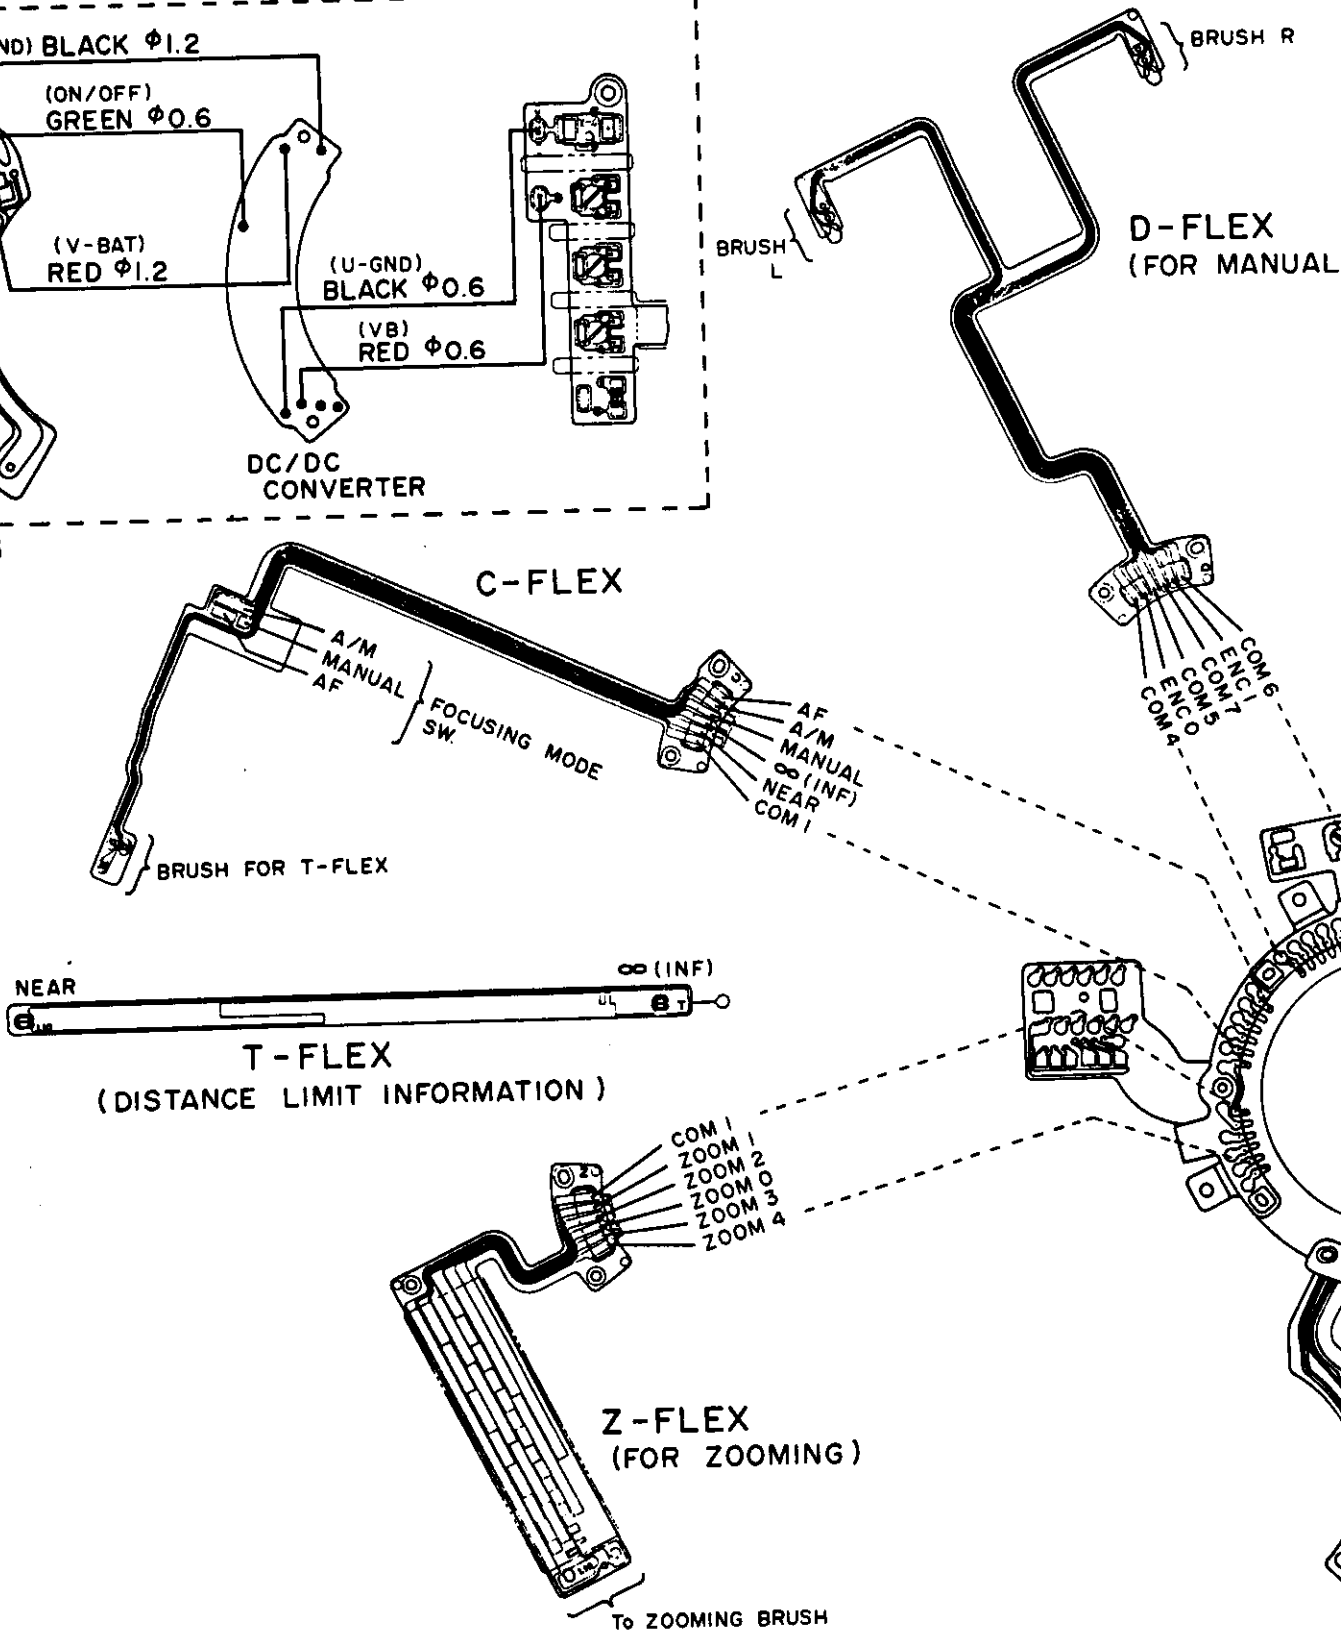 ND) BLACK φ1.2
(ON/OFF)
GREEN φ0.6
(V-BAT)
RED φ1.2
(U-GND)
BLACK φ0.6
(VB)
RED φ0.6
DC/DC
CONVERTER
BRUSH R
BRUSH
L
D-FLEX
(FOR MANUAL
COM 6
ENC 1
COM 7
COM 5
ENC 0
COM 4
C-FLEX
A/M
MANUAL
AF
FOCUSING MODE
SW.
AF
A/M
MANUAL
∞(INF)
NEAR
COM 1
BRUSH FOR T-FLEX
NEAR
∞(INF)
T
T-FLEX
(DISTANCE LIMIT INFORMATION)
COM 1
ZOOM 1
ZOOM 2
ZOOM 0
ZOOM 3
ZOOM 4
Z
Z-FLEX
(FOR ZOOMING)
To ZOOMING BRUSH